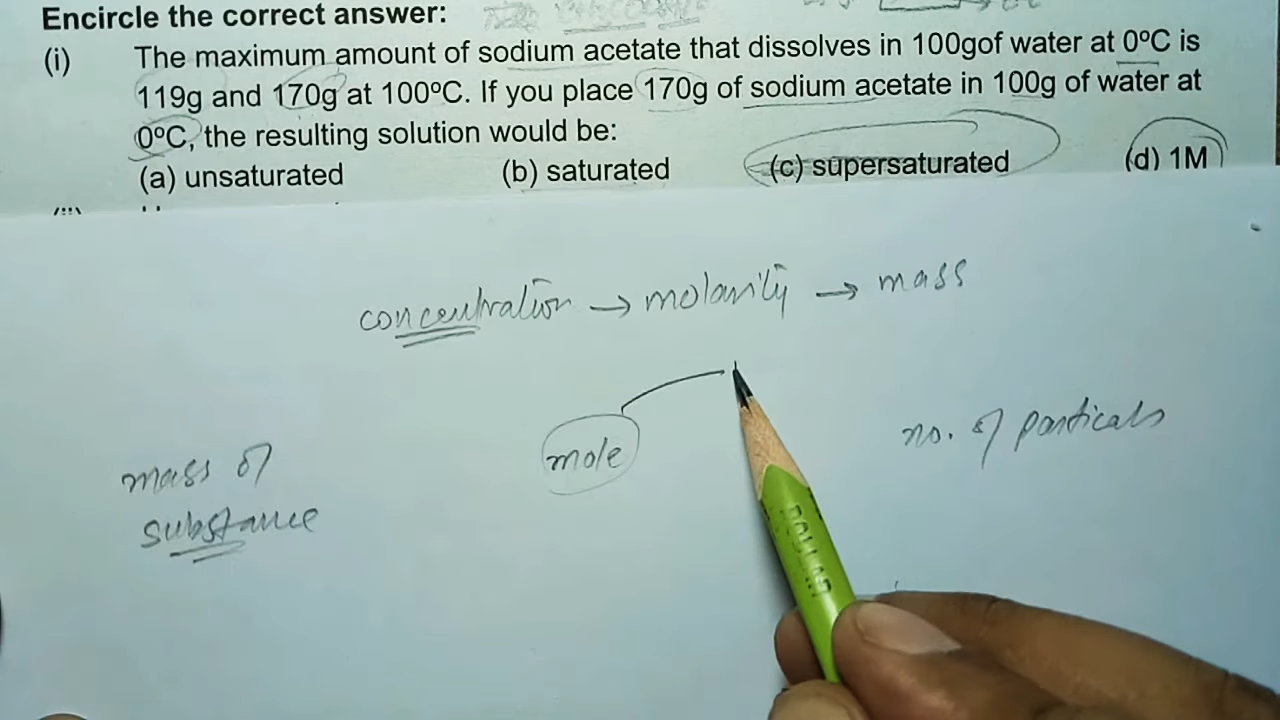 Encircle the correct answer:
(i) The maximum amount of sodium acetate that dissolves in 100gof water at 0ºC is
119g and 170g at 100ºC. If you place 170g of sodium acetate in 100g of water at
0ºC, the resulting solution would be:
(a) unsaturated (b) saturated (c) supersaturated (d) 1M
concentration → molarity → mass
mole
no. of particals
mass of
substance
DOLLAR